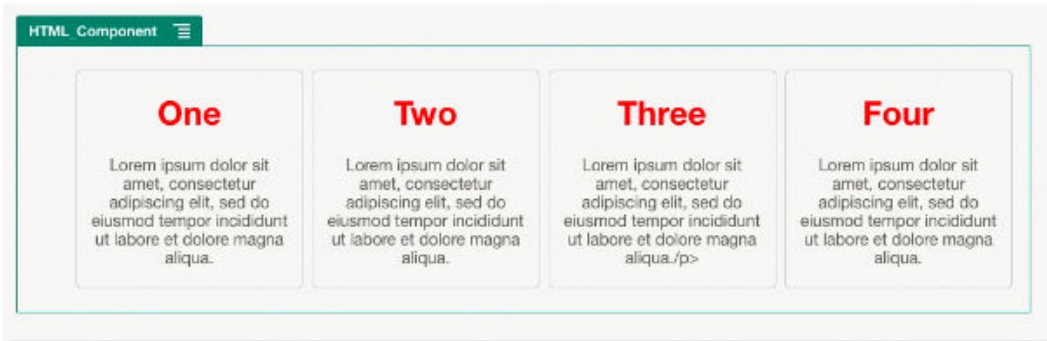 HTML_Component
One
Lorem ipsum dolor sit
amet, consectetur
adipiscing elit, sed do
eiusmod tempor incididunt
ut labore et dolore magna
aliqua.
Two
Lorem ipsum dolor sit
amet, consectetur
adipiscing elit, sed do
eiusmod tempor incididunt
ut labore et dolore magna
aliqua.
Three
Lorem ipsum dolor sit
amet, consectetur
adipiscing elit, sed do
eiusmod tempor incididunt
ut labore et dolore magna
aliqua./p>
Four
Lorem ipsum dolor sit
amet, consectetur
adipiscing elit, sed do
eiusmod tempor incididunt
ut labore et dolore magna
aliqua.